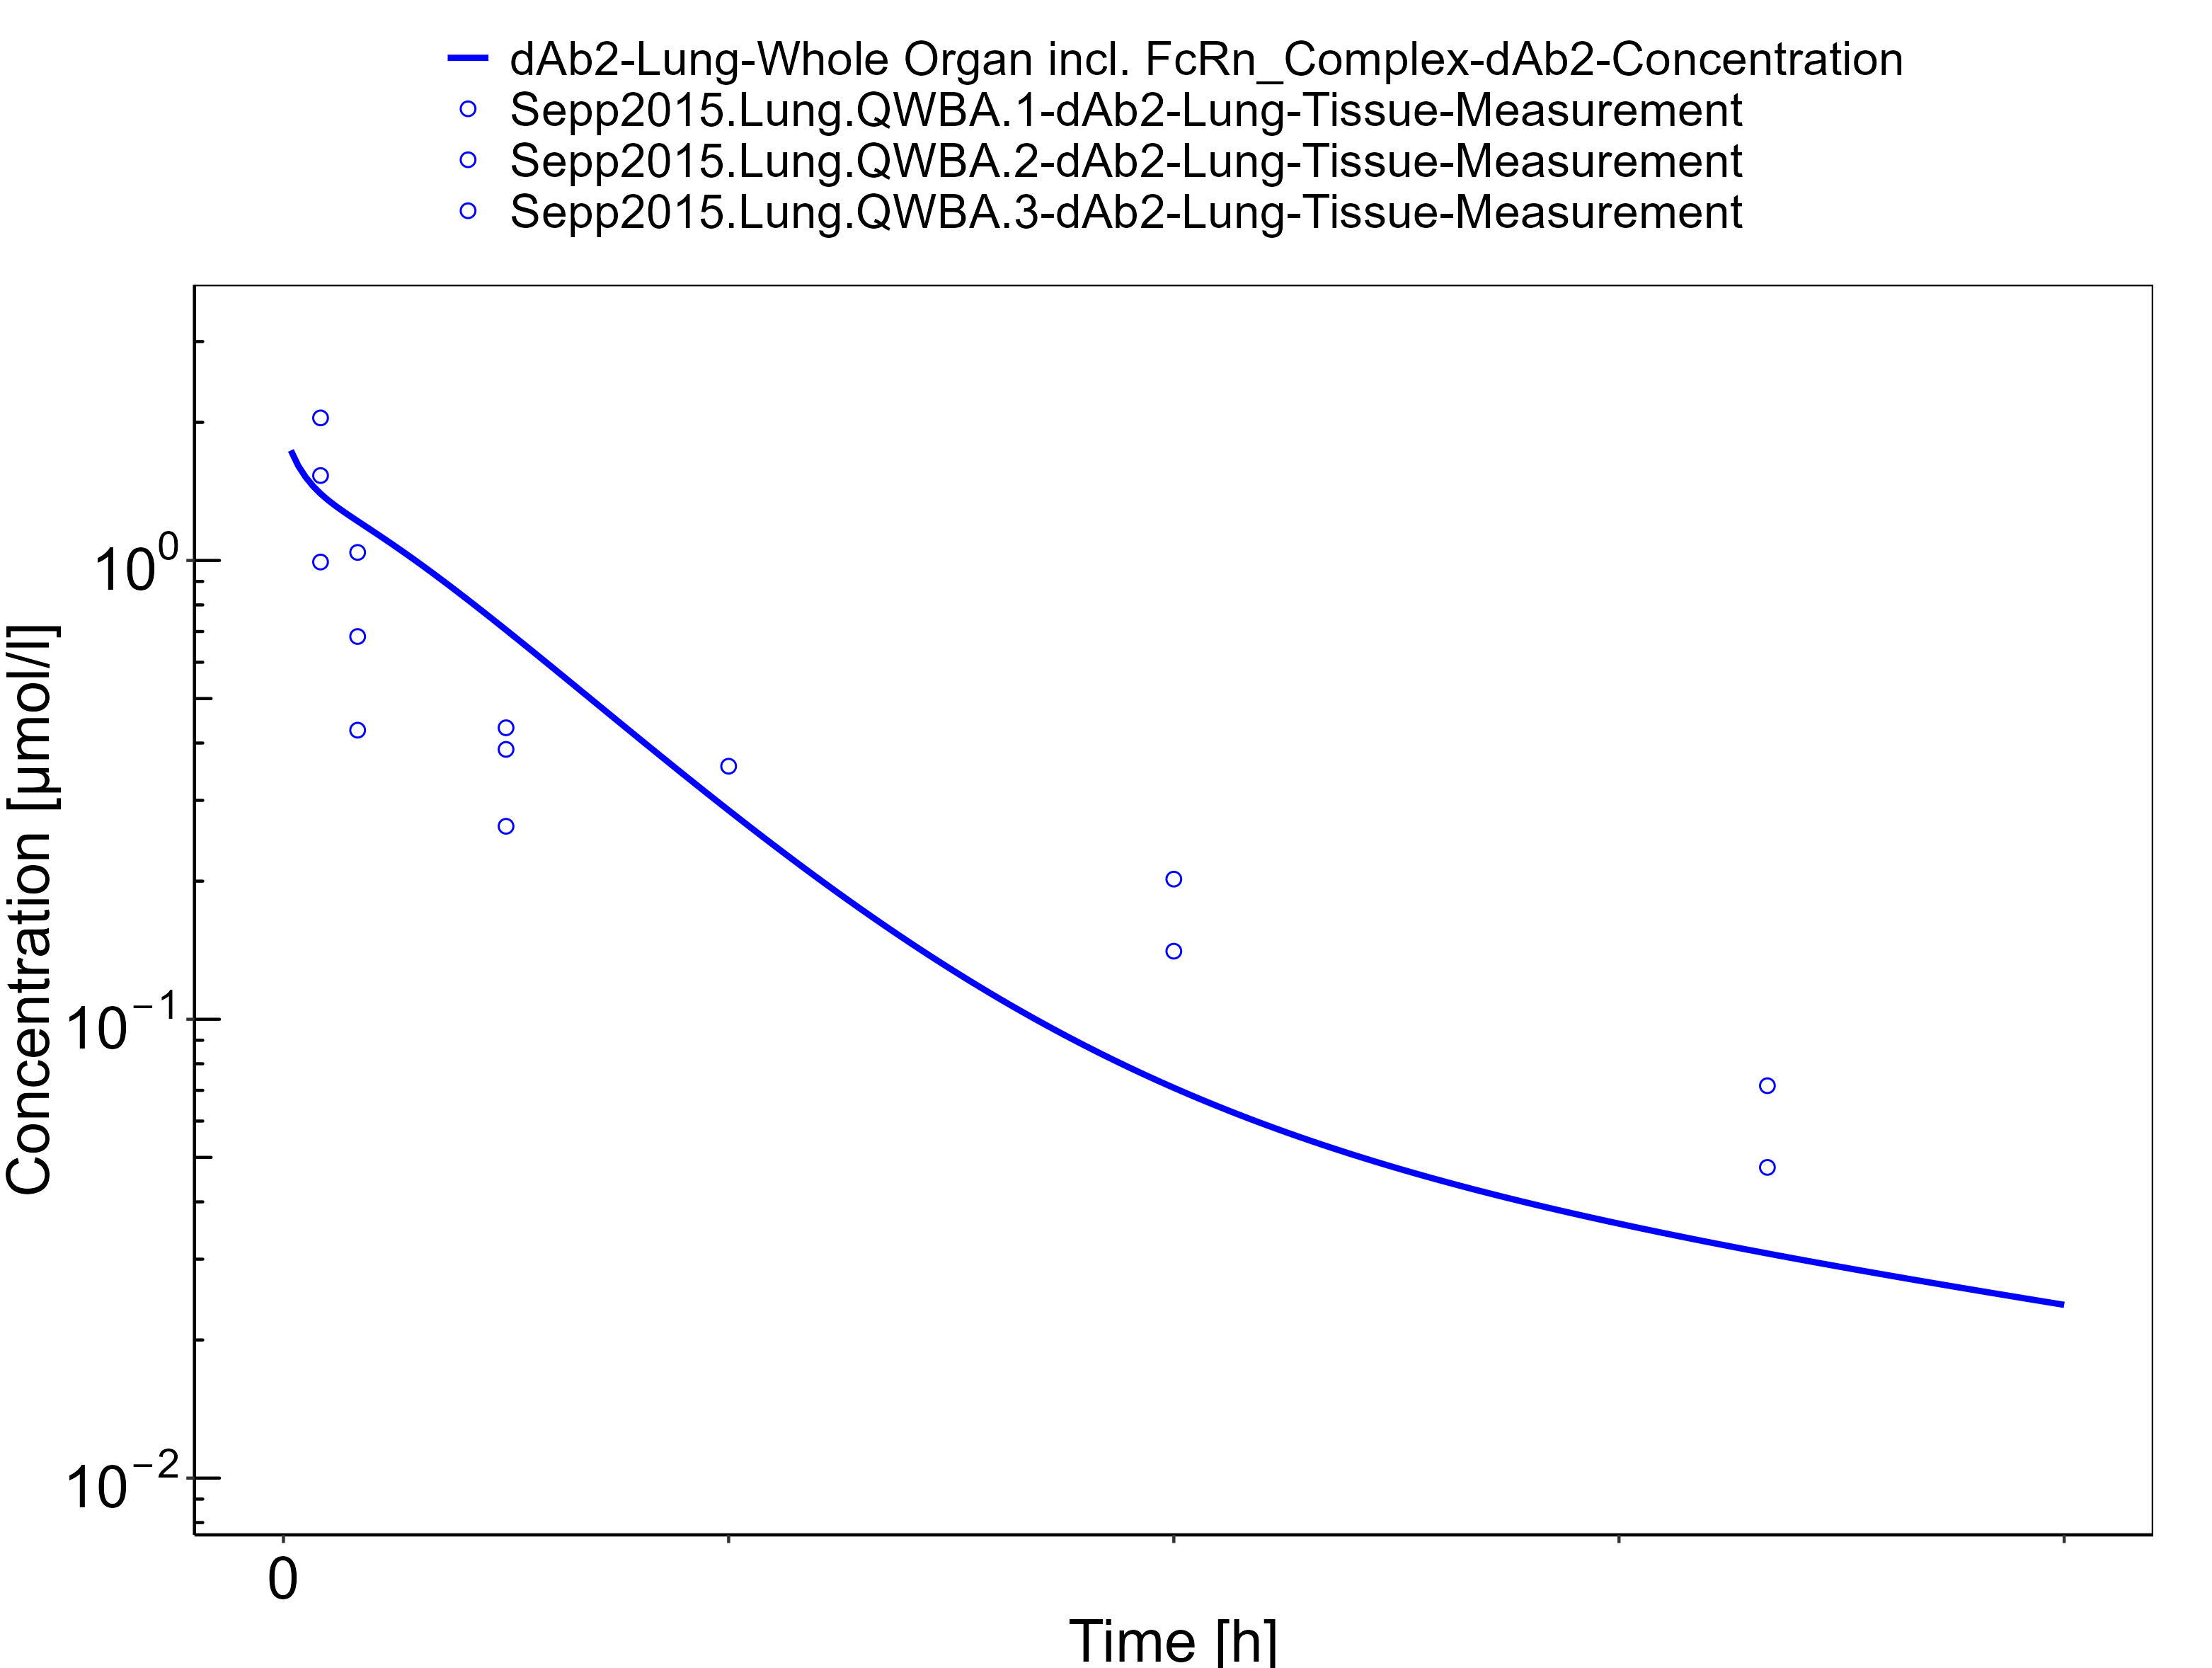 dAb2-Lung-Whole Organ incl. FcRn_Complex-dAb2-Concentration
Sepp2015.Lung.QWBA.1-dAb2-Lung-Tissue-Measurement
Sepp2015.Lung.QWBA.2-dAb2-Lung-Tissue-Measurement
Sepp2015.Lung.QWBA.3-dAb2-Lung-Tissue-Measurement
Concentration [µmol/l]
10⁰
10⁻¹
10⁻²
0
Time [h]